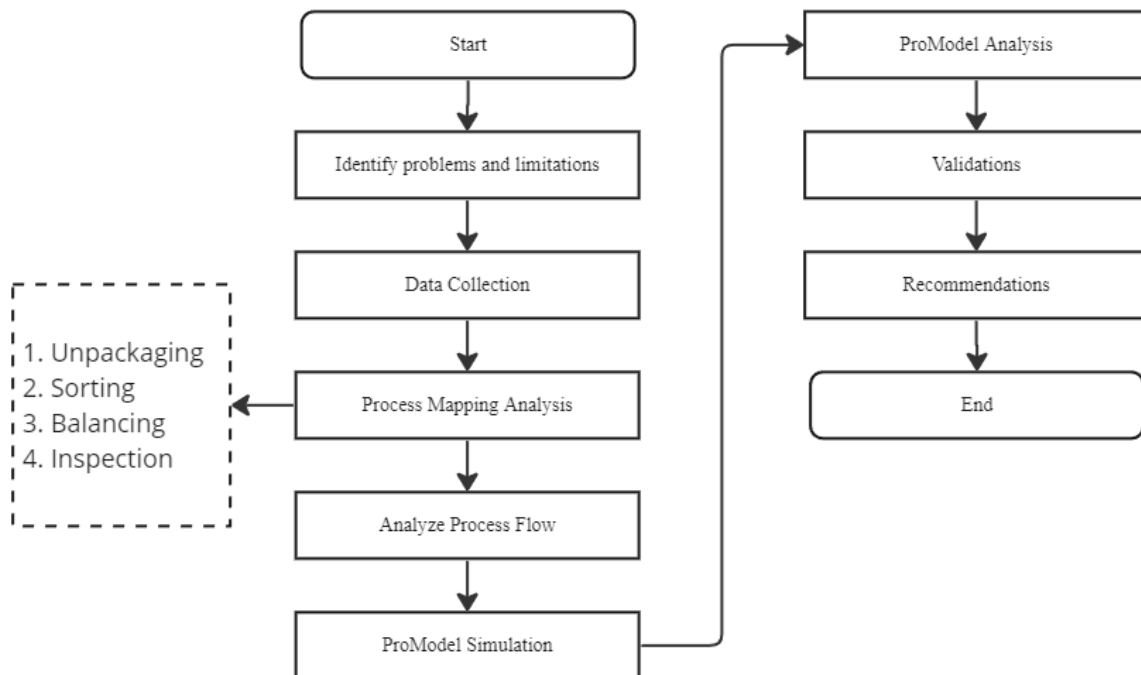 Start
Identify problems and limitations
Data Collection
Process Mapping Analysis
1. Unpackaging
2. Sorting
3. Balancing
4. Inspection
Analyze Process Flow
ProModel Simulation
ProModel Analysis
Validations
Recommendations
End